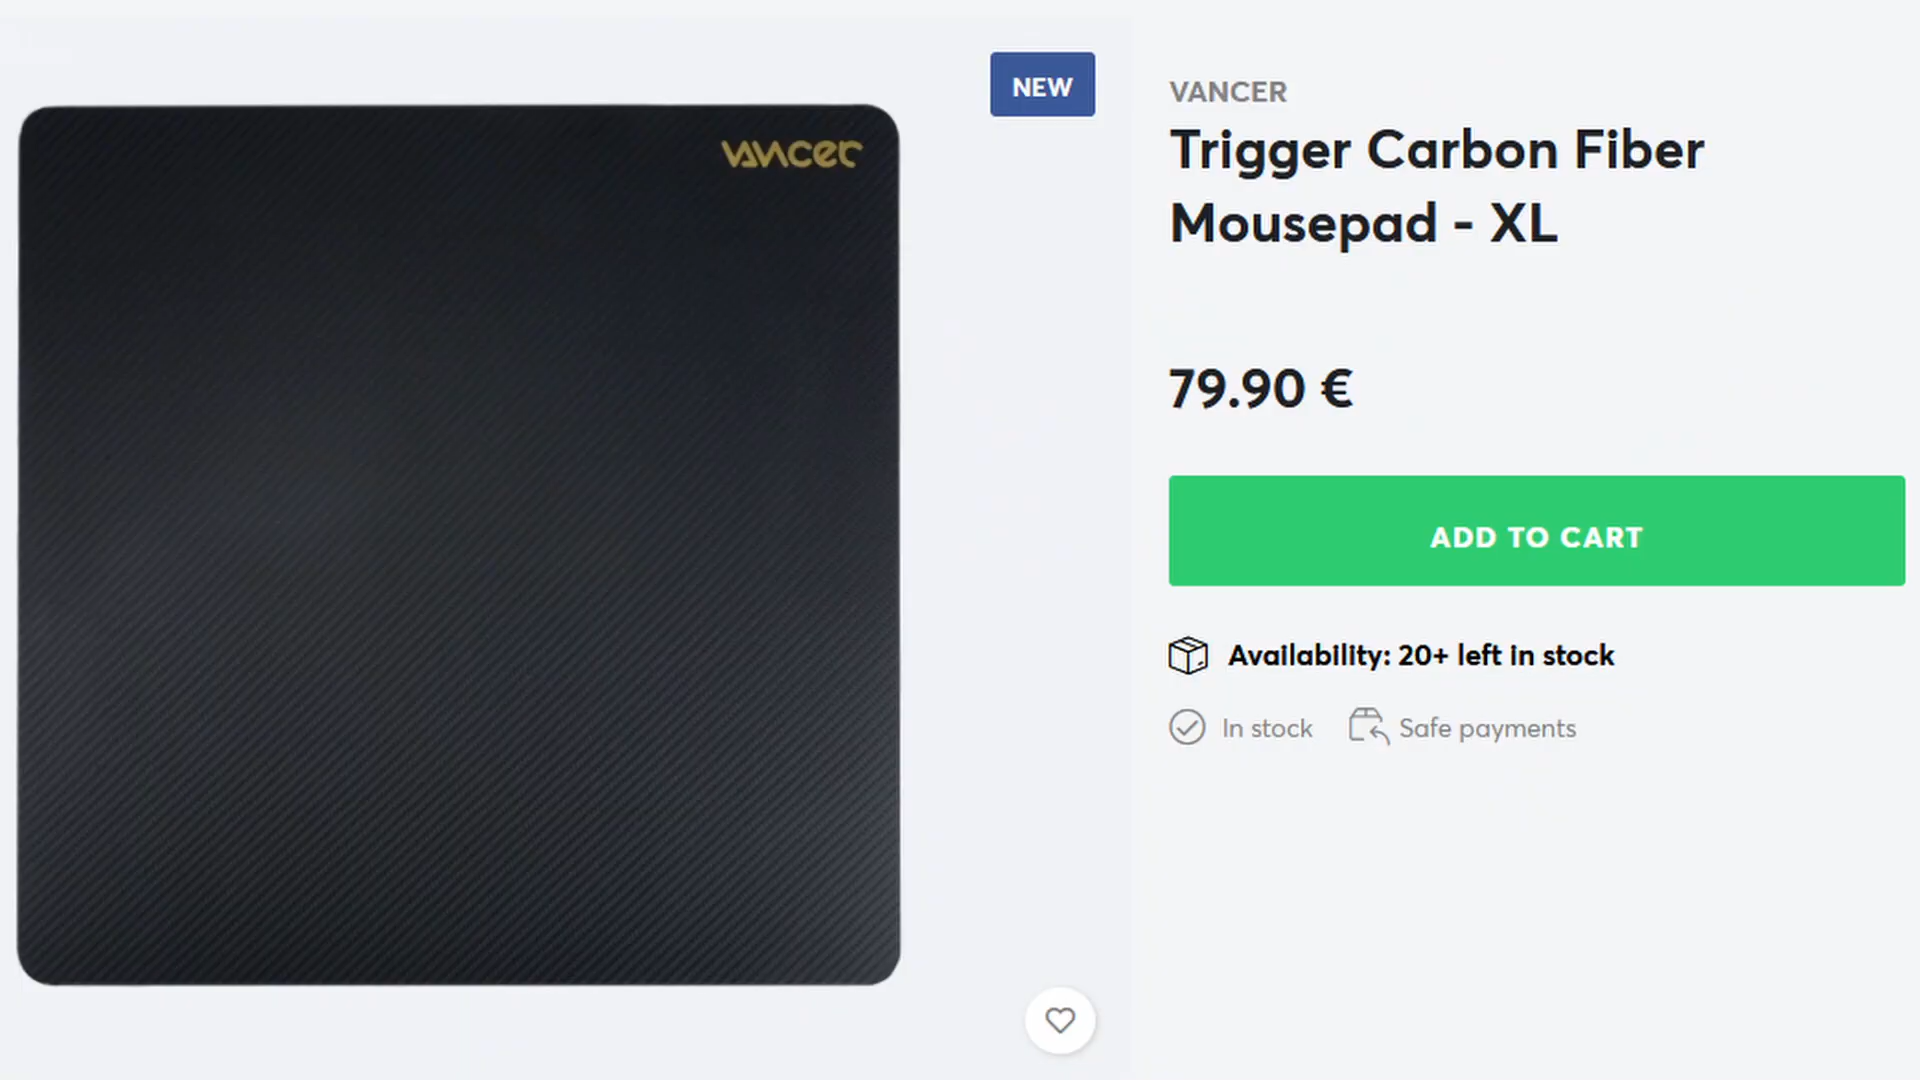 vancer
NEW
VANCER
Trigger Carbon Fiber
Mousepad - XL
79.90 €
ADD TO CART
Availability: 20+ left in stock
In stock
Safe payments